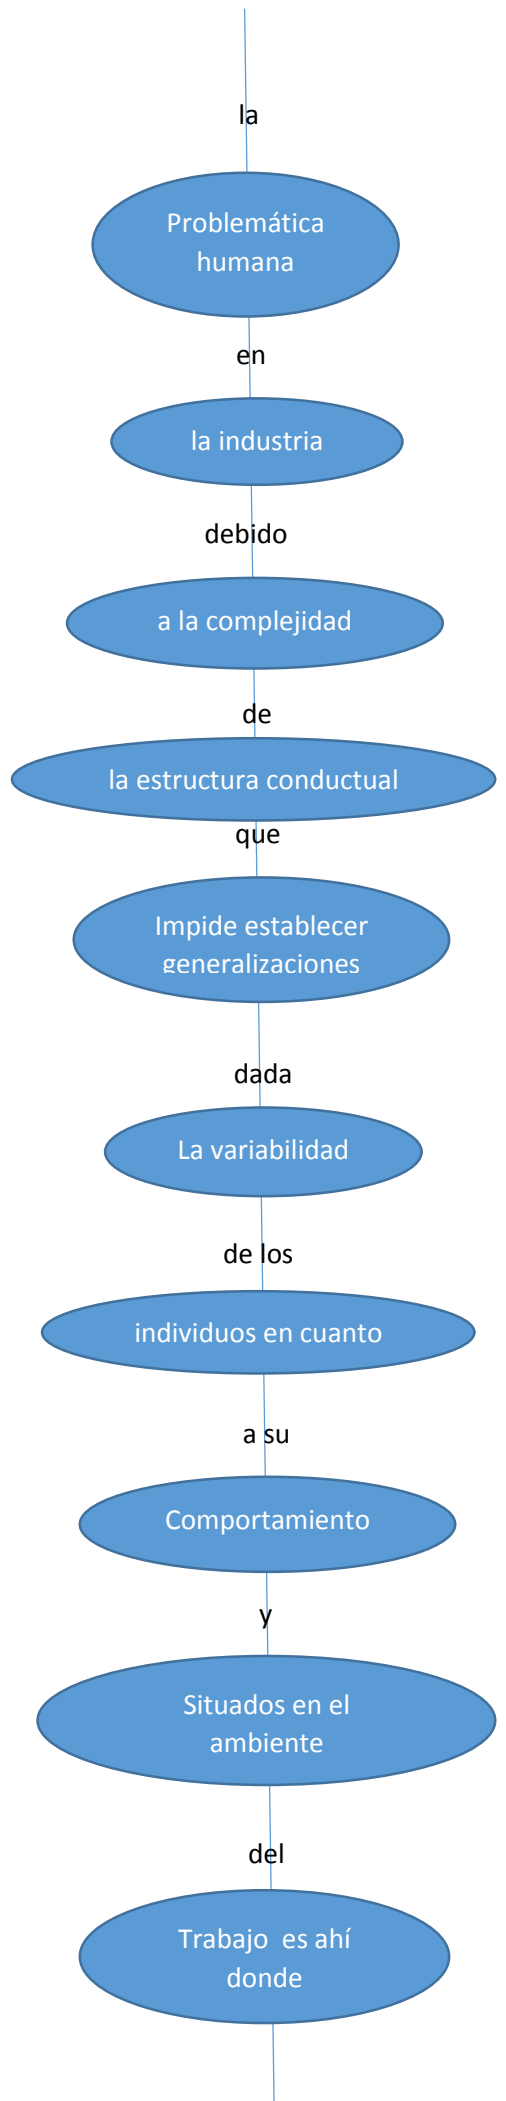 la
Problemática
humana
en
la industria
debido
a la complejidad
de
la estructura conductual
que
Impide establecer
generalizaciones
dada
La variabilidad
de los
individuos en cuanto
a su
Comportamiento
y
Situados en el
ambiente
del
Trabajo  es ahí
donde